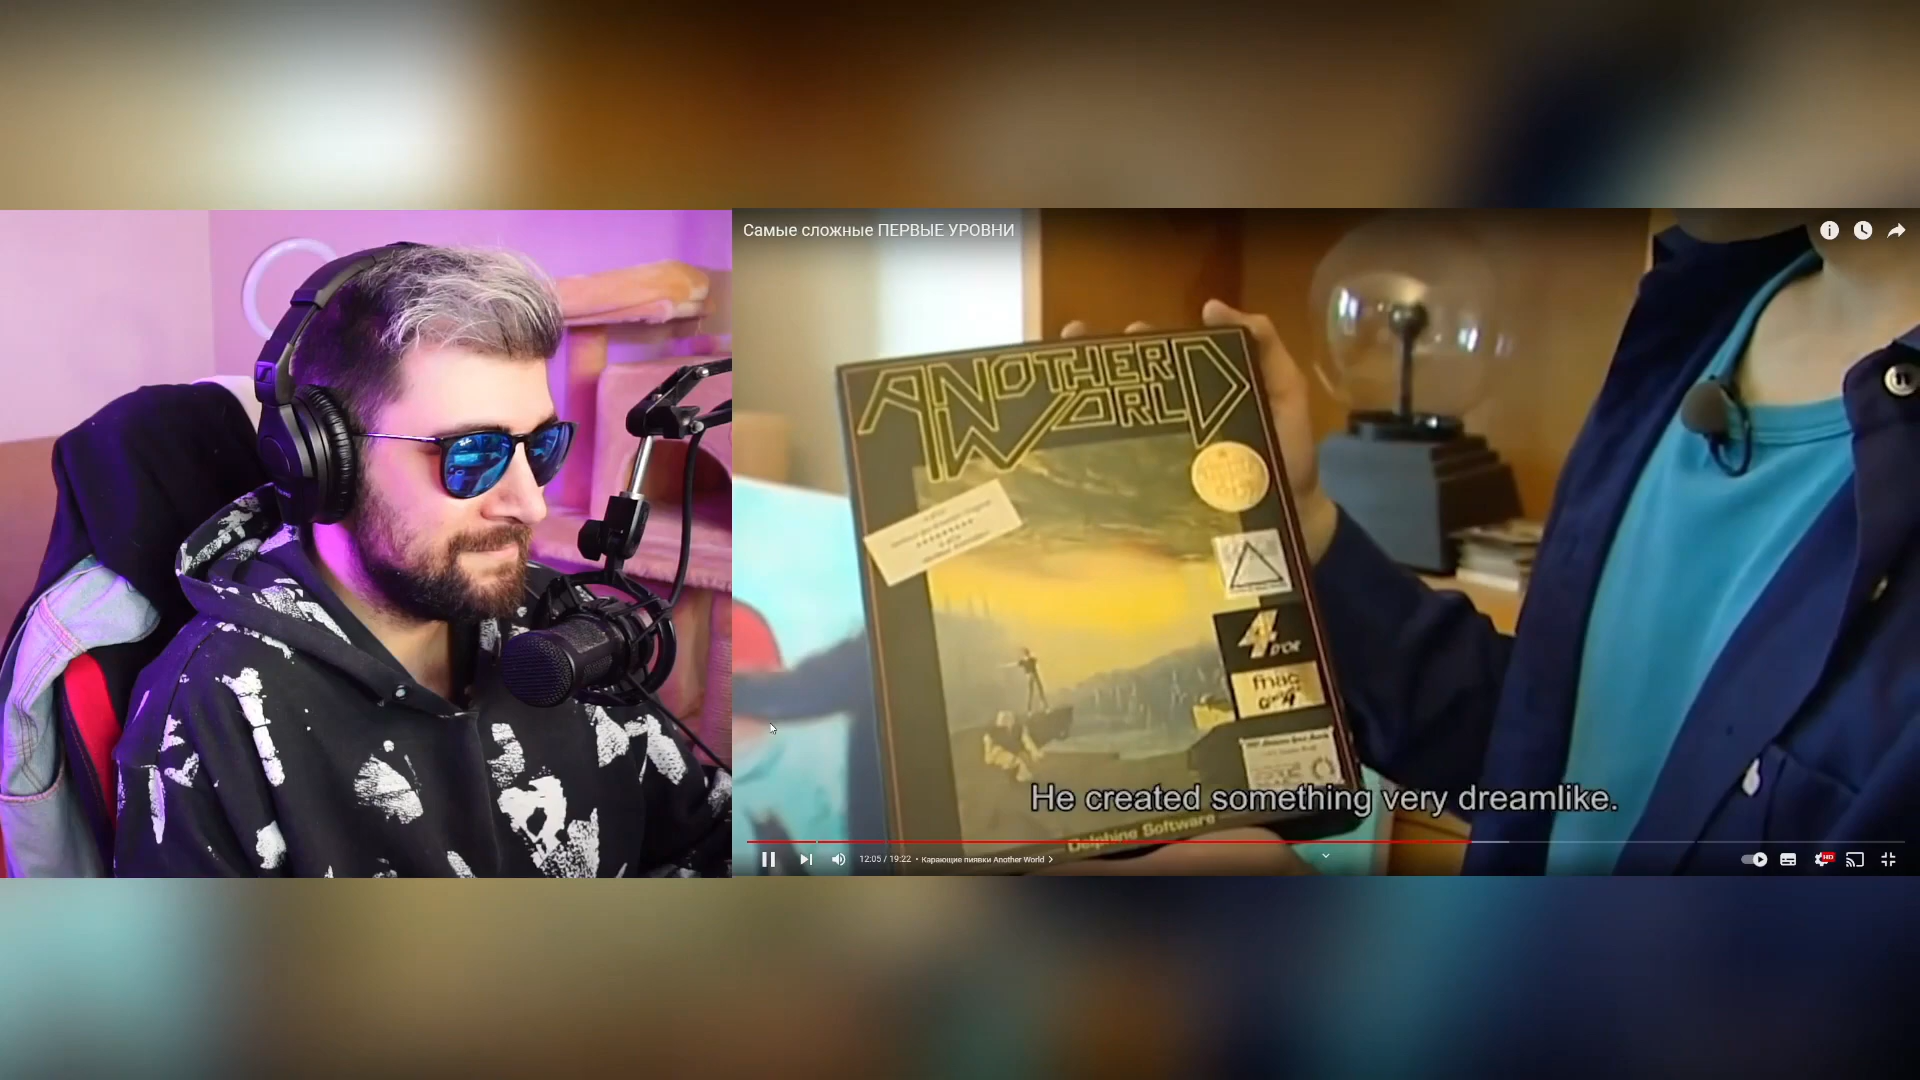 Самые сложные ПЕРВЫЕ УРОВНИ
ANOTHER
WORLD
4
D'OR
fnac
He created something very dreamlike.
Delphine Software
12:05 / 19:22 • Карающие пиявки Another World
HD